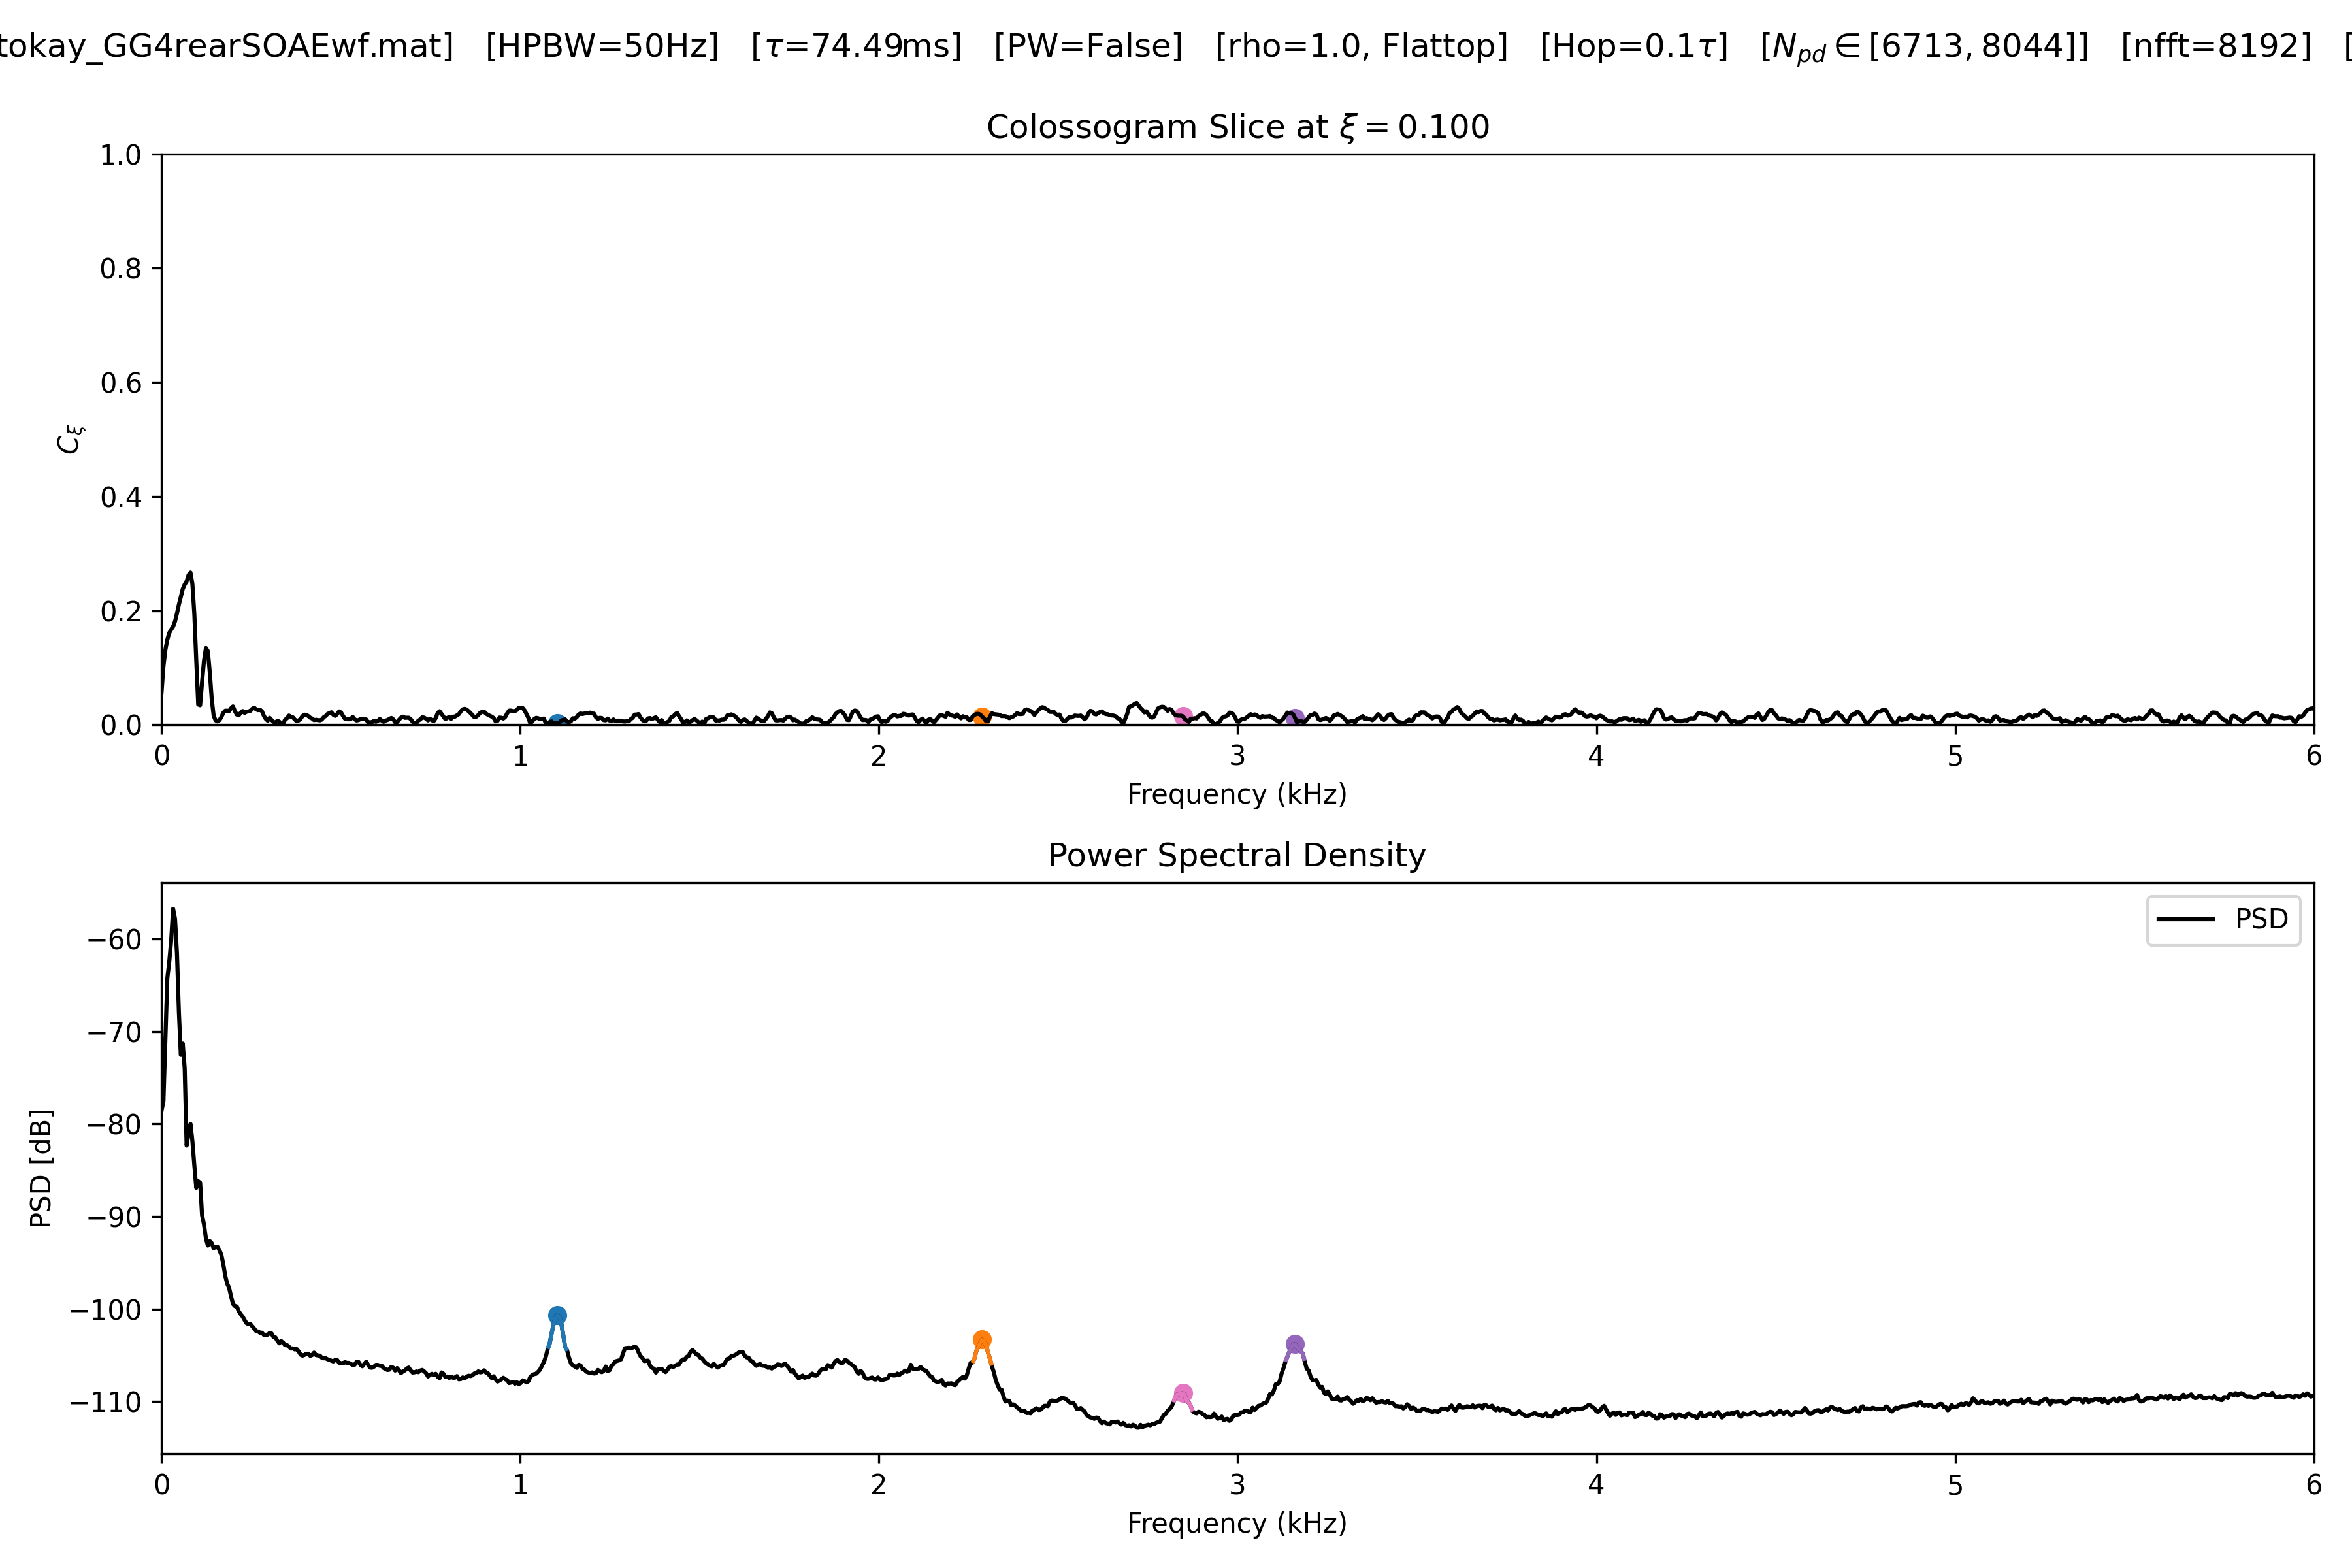 tokay_GG4rearSOAEwf.mat] [HPBW=50Hz] [τ=74.49ms] [PW=False] [rho=1.0, Flattop] [Hop=0.1τ] [N_pd ∈ [6713, 8044]] [nfft=8192] [
Colossogram Slice at ξ = 0.100
1.0
0.8
0.6
0.4
0.2
0.0
C_ξ
0 1 2 3 4 5 6
Frequency (kHz)
Power Spectral Density
PSD
−60
−70
−80
−90
−100
−110
PSD [dB]
0 1 2 3 4 5 6
Frequency (kHz)